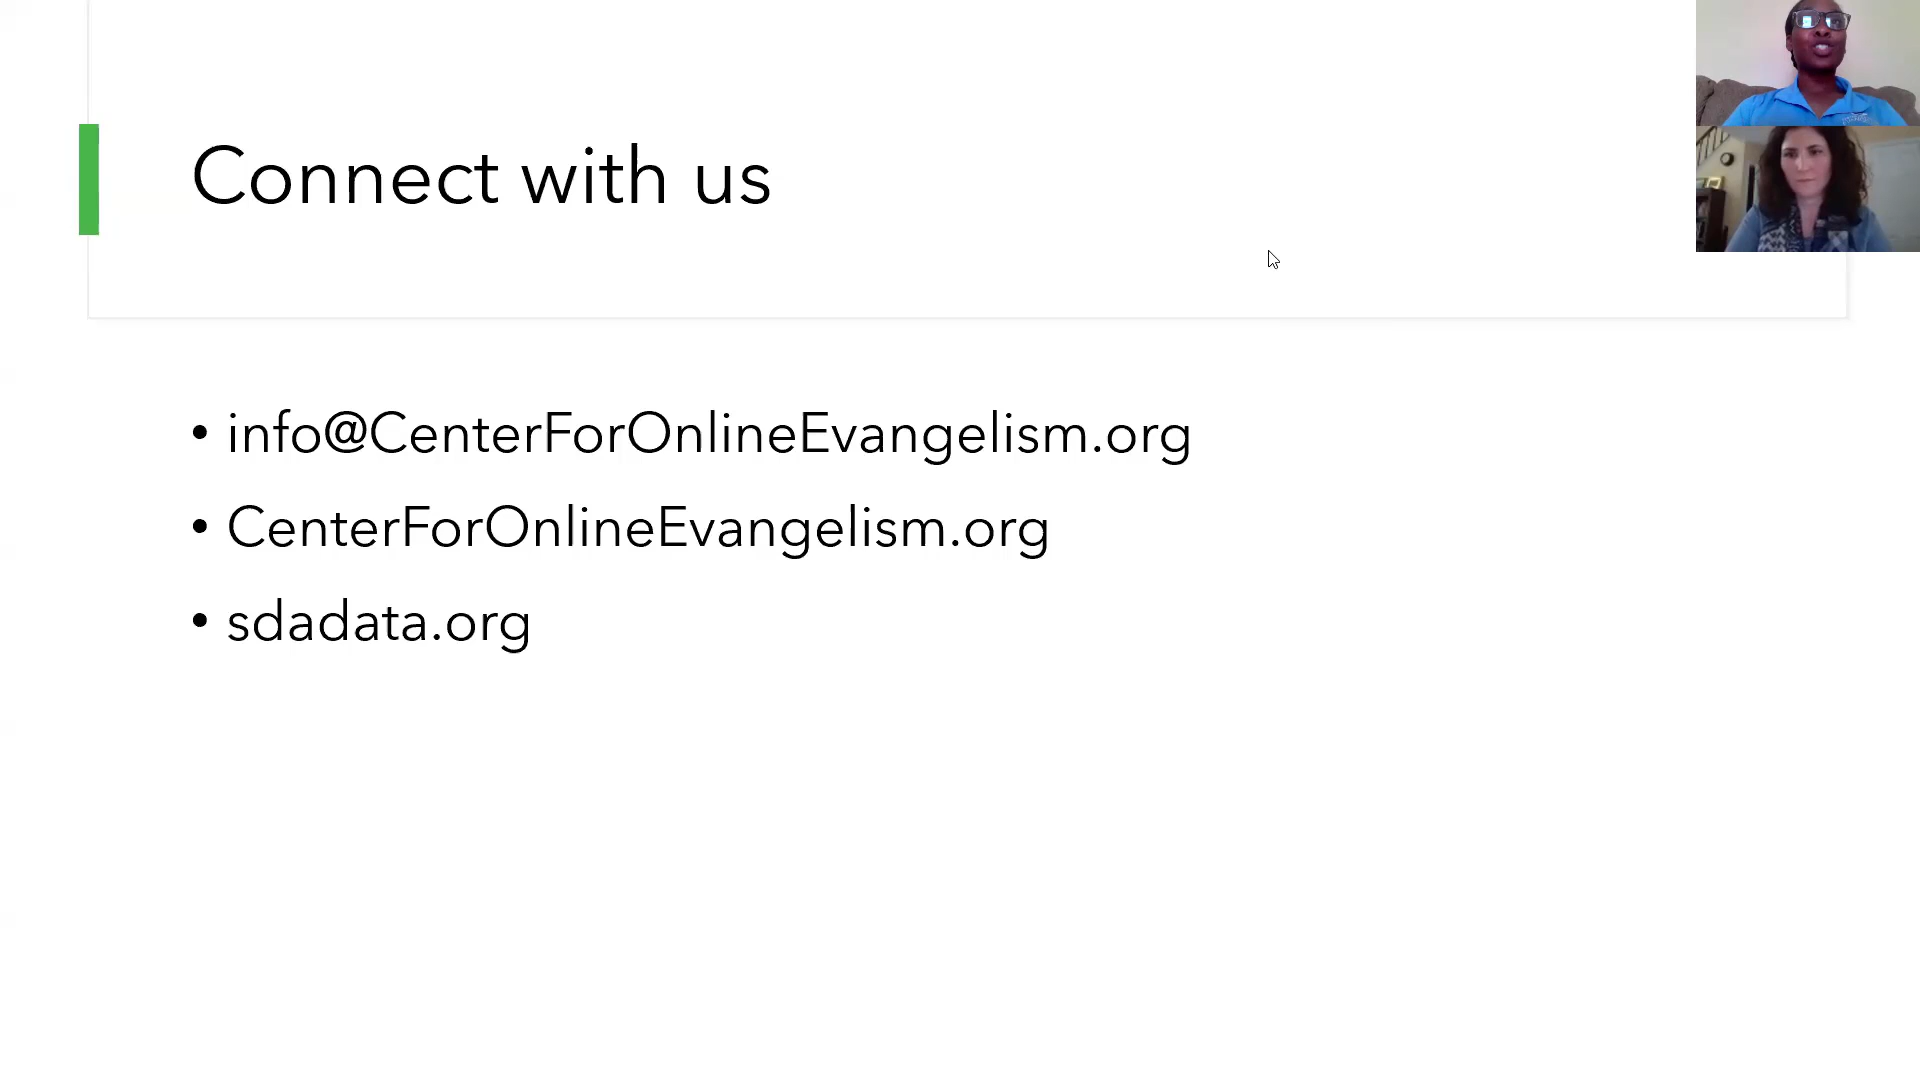 Connect with us
• info@CenterForOnlineEvangelism.org
• CenterForOnlineEvangelism.org
• sdadata.org